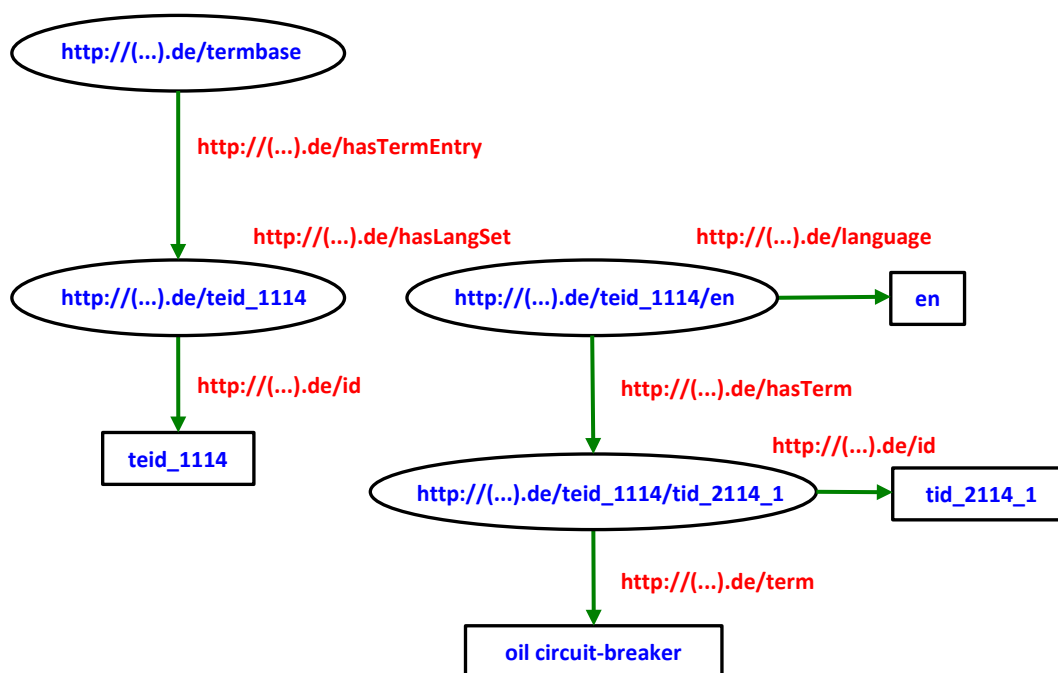 http://(...).de/termbase
http://(...).de/hasTermEntry
http://(...).de/hasLangSet
http://(...).de/language
http://(...).de/teid_1114
http://(...).de/teid_1114/en
en
http://(...).de/id
http://(...).de/hasTerm
teid_1114
http://(...).de/id
http://(...).de/teid_1114/tid_2114_1
tid_2114_1
http://(...).de/term
oil circuit-breaker